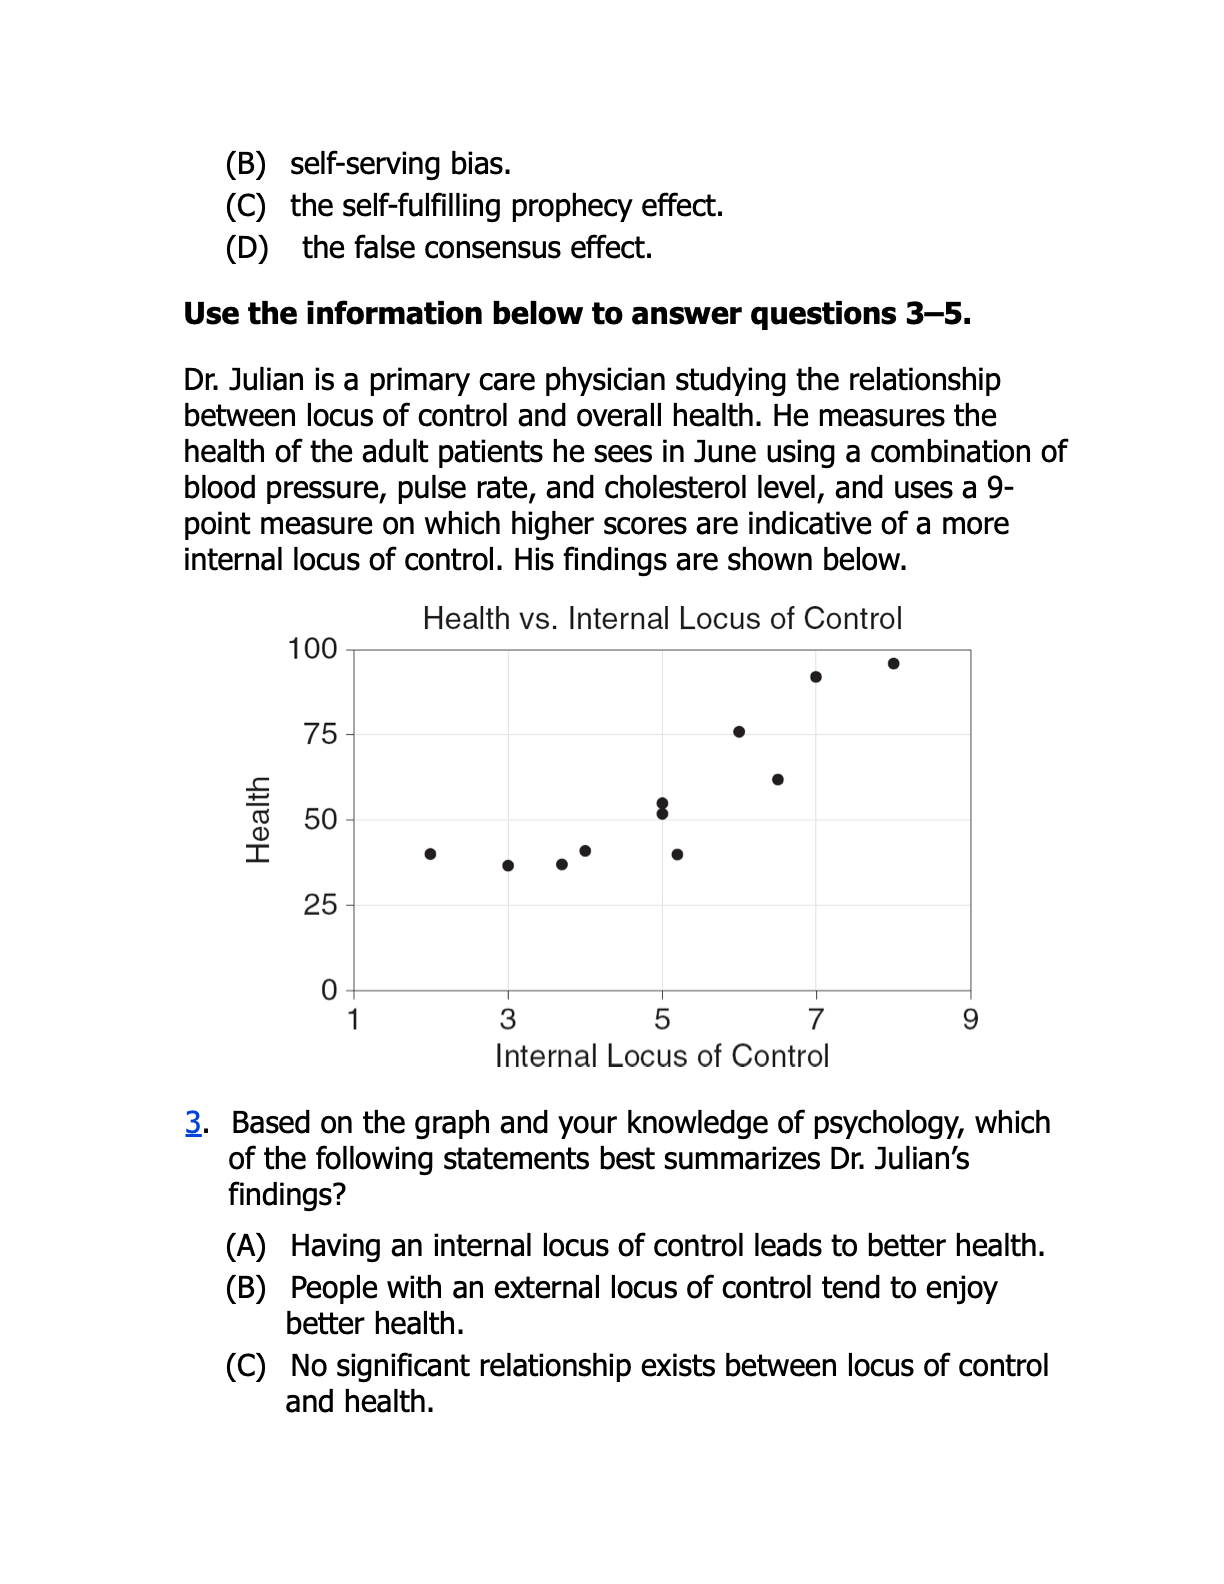 (B) self-serving bias.
(C) the self-fulfilling prophecy effect.
(D) the false consensus effect.
Use the information below to answer questions 3–5.
Dr. Julian is a primary care physician studying the relationship
between locus of control and overall health. He measures the
health of the adult patients he sees in June using a combination of
blood pressure, pulse rate, and cholesterol level, and uses a 9-
point measure on which higher scores are indicative of a more
internal locus of control. His findings are shown below.
Health vs. Internal Locus of Control
100
75
50
25
0
Health
1 3 5 7 9
Internal Locus of Control
3. Based on the graph and your knowledge of psychology, which
of the following statements best summarizes Dr. Julian’s
findings?
(A) Having an internal locus of control leads to better health.
(B) People with an external locus of control tend to enjoy
better health.
(C) No significant relationship exists between locus of control
and health.